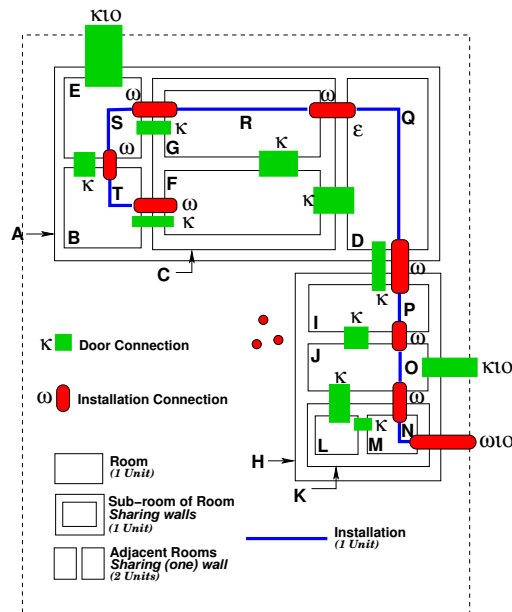 κιο
E
ω
ω
Q
S
R
κ
κ
ε
G
ω
κ
T
F
ω
κ
κ
A
B
D
ω
C
κ
P
I
κ
ω
J
κ Door Connection
O
κιο
κ
ω
ω Installation Connection
κ
N
L
M
ωιο
H
K
Room
(1 Unit)
Sub-room of Room
Sharing walls
(1 Unit)
Installation
(1 Unit)
Adjacent Rooms
Sharing (one) wall
(2 Units)